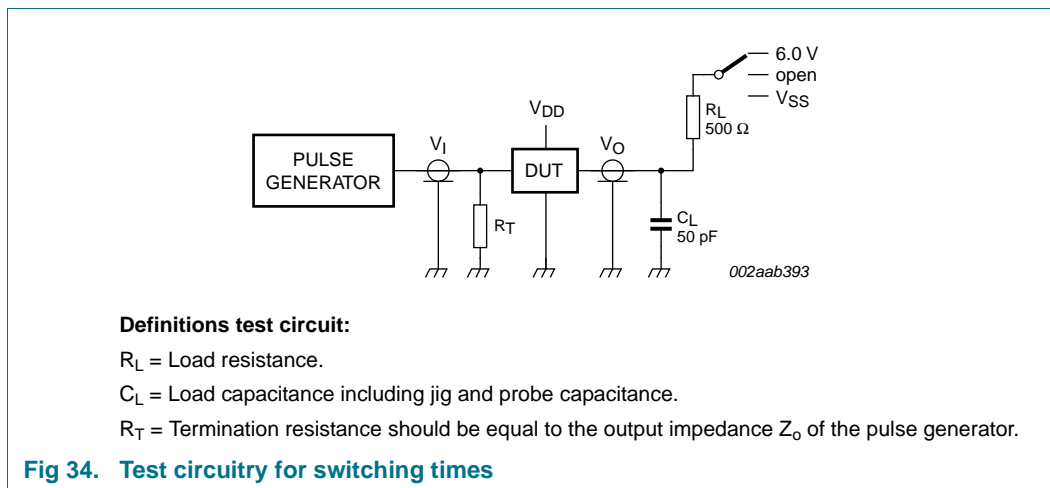 6.0 V
open
VSS
RL
500 Ω
VDD
VI
VO
PULSE
GENERATOR
DUT
RT
CL
50 pF
002aab393
Definitions test circuit:
RL = Load resistance.
CL = Load capacitance including jig and probe capacitance.
RT = Termination resistance should be equal to the output impedance Zo of the pulse generator.
Fig 34. Test circuitry for switching times